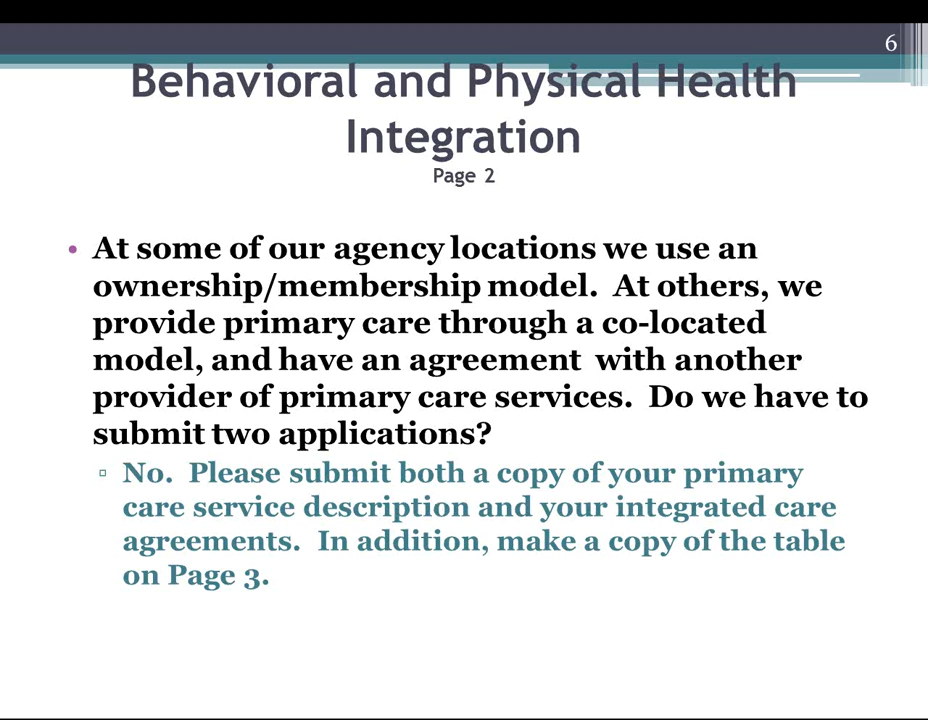 6
Behavioral and Physical Health
Integration
Page 2
• At some of our agency locations we use an
ownership/membership model.  At others, we
provide primary care through a co-located
model, and have an agreement  with another
provider of primary care services.  Do we have to
submit two applications?
▫ No.  Please submit both a copy of your primary
care service description and your integrated care
agreements.  In addition, make a copy of the table
on Page 3.